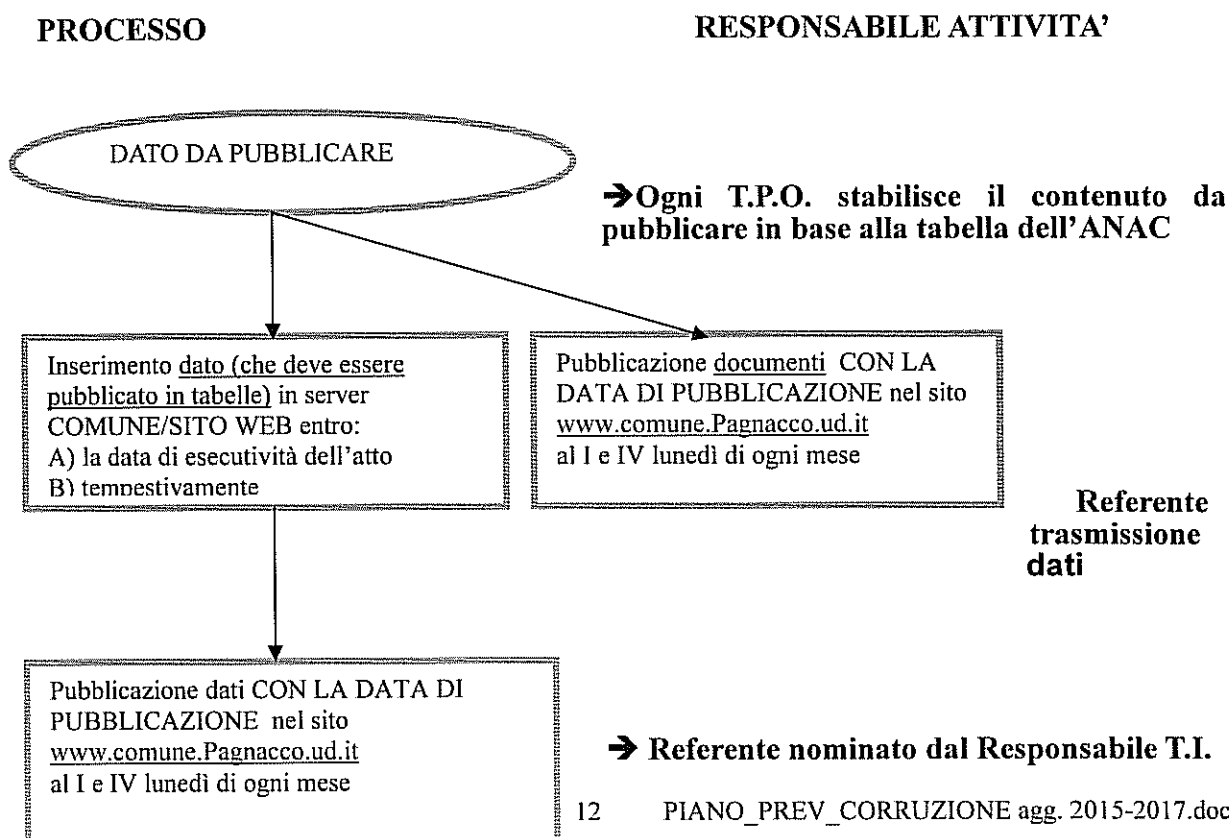 PROCESSO
RESPONSABILE ATTIVITA’
DATO DA PUBBLICARE
➔Ogni T.P.O. stabilisce il contenuto da
pubblicare in base alla tabella dell’ANAC
Inserimento dato (che deve essere
pubblicato in tabelle) in server
COMUNE/SITO WEB entro:
A) la data di esecutività dell’atto
B) tempestivamente
Pubblicazione documenti CON LA
DATA DI PUBBLICAZIONE nel sito
www.comune.Pagnacco.ud.it
al I e IV lunedì di ogni mese
Referente
trasmissione
dati
Pubblicazione dati CON LA DATA DI
PUBBLICAZIONE nel sito
www.comune.Pagnacco.ud.it
al I e IV lunedì di ogni mese
➔ Referente nominato dal Responsabile T.I.
12 PIANO_PREV_CORRUZIONE agg. 2015-2017.doc